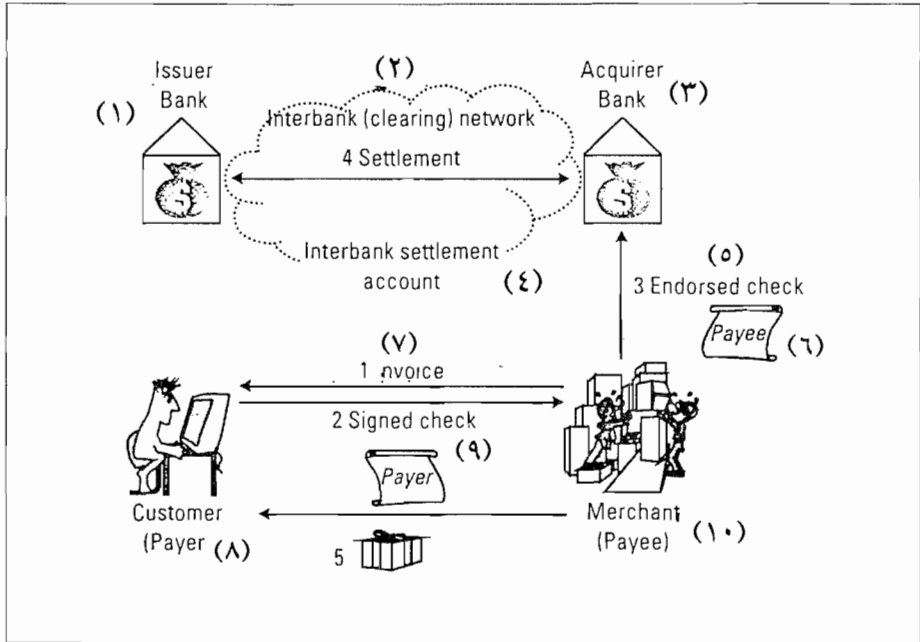 (٢)
Issuer
Bank
(١)
Acquirer
Bank (٣)
Interbank (clearing) network
4 Settlement
$
$
Interbank settlement
account (٤)
(٥)
3 Endorsed check
Payee (٦)
(٧)
1 nvoice
2 Signed check
Payer (٩)
Customer
(Payer (٨)
Merchant
(Payee) (١٠)
5